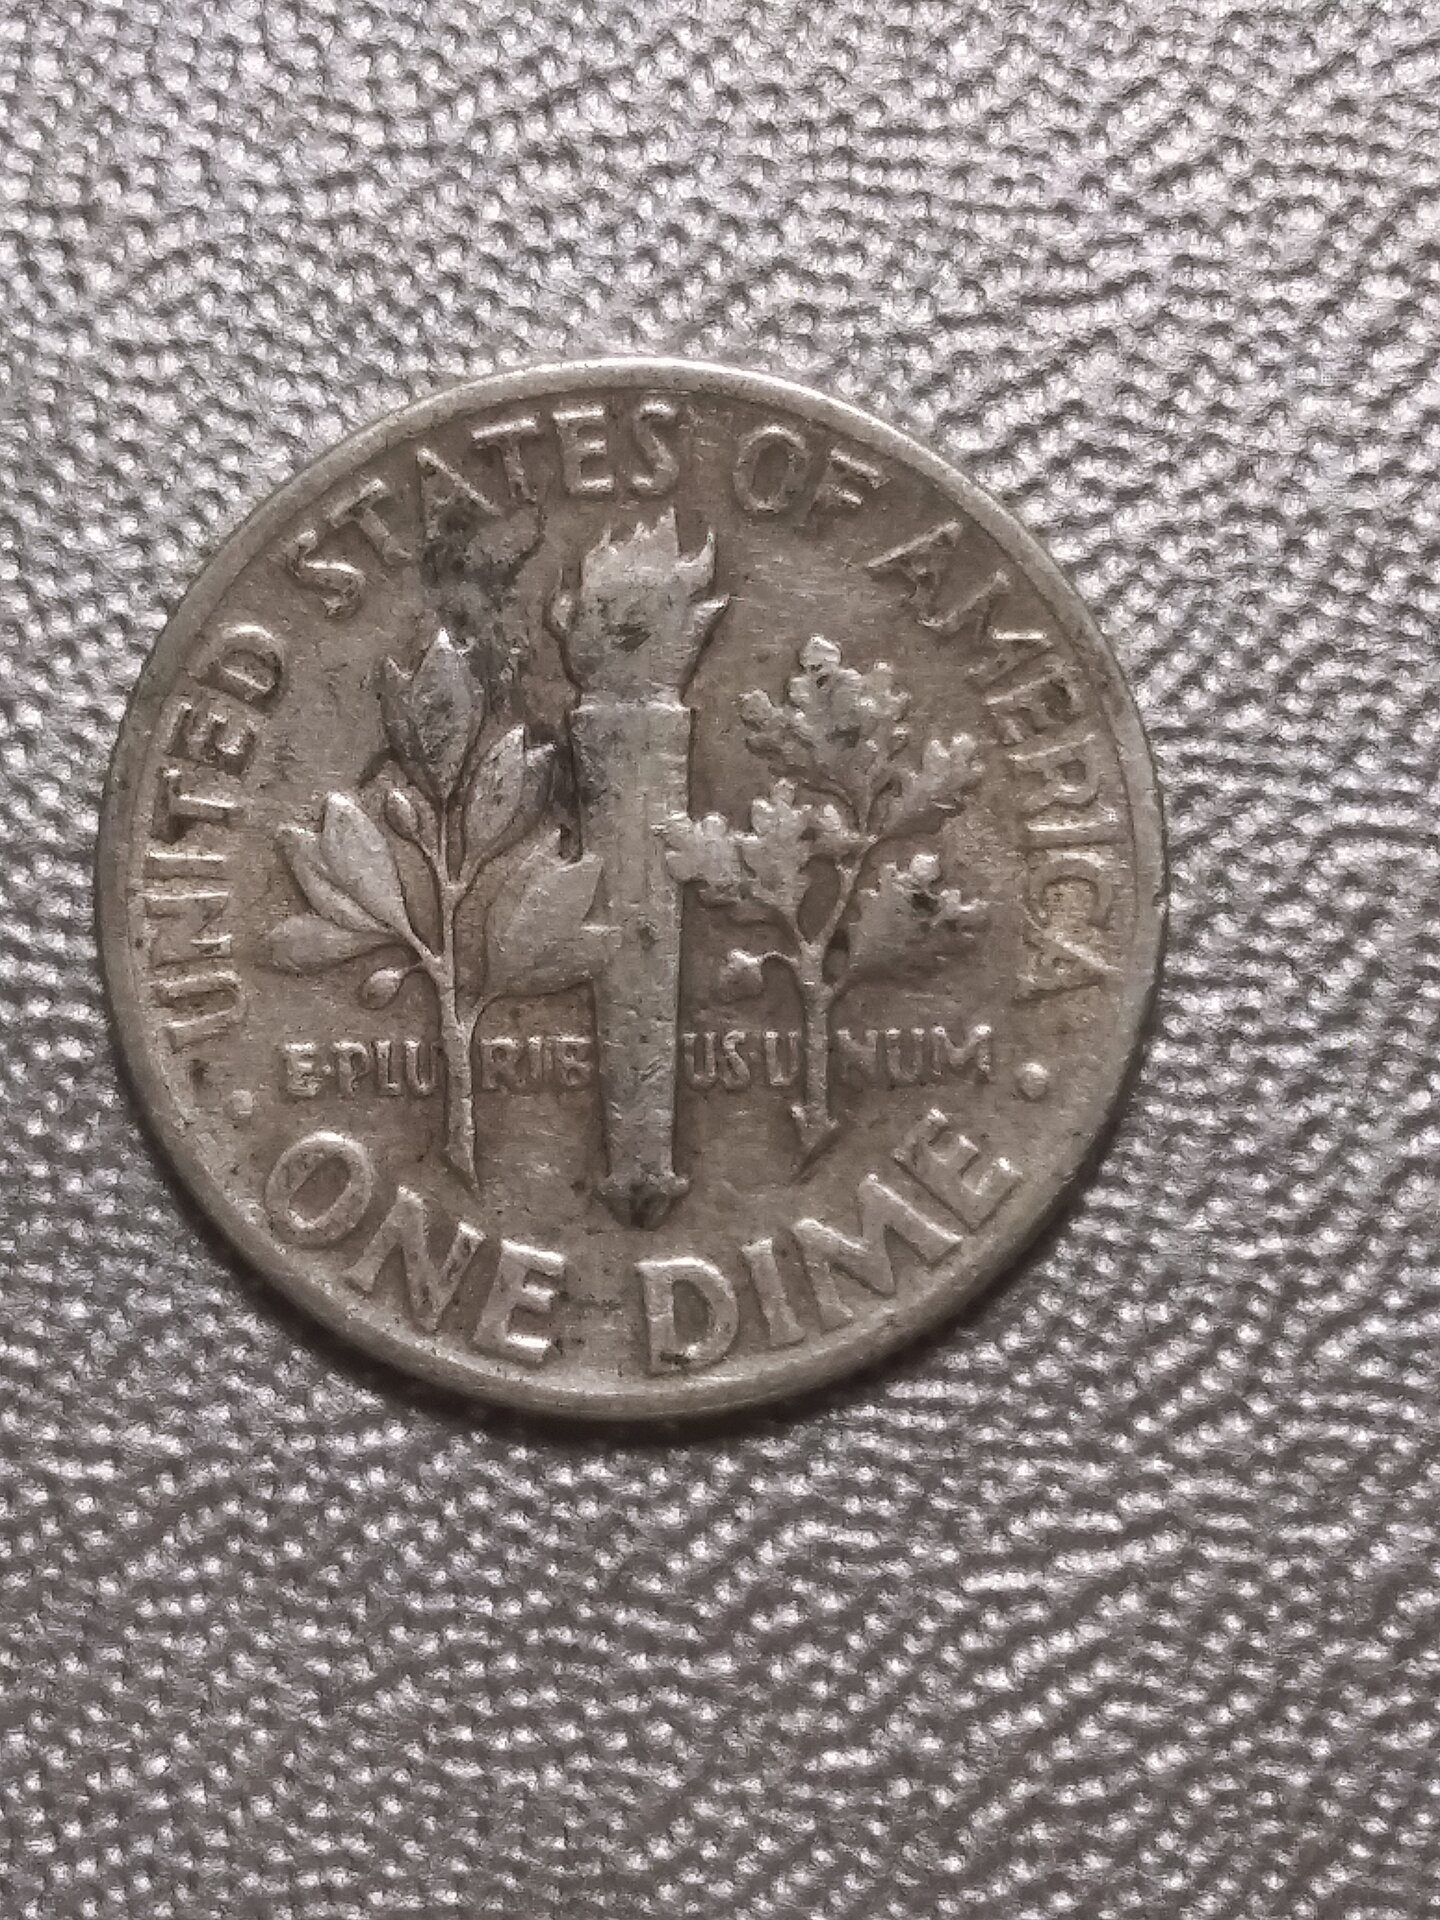 UNITED STATES OF AMERICA
E·PLURIBUS·UNUM
ONE DIME